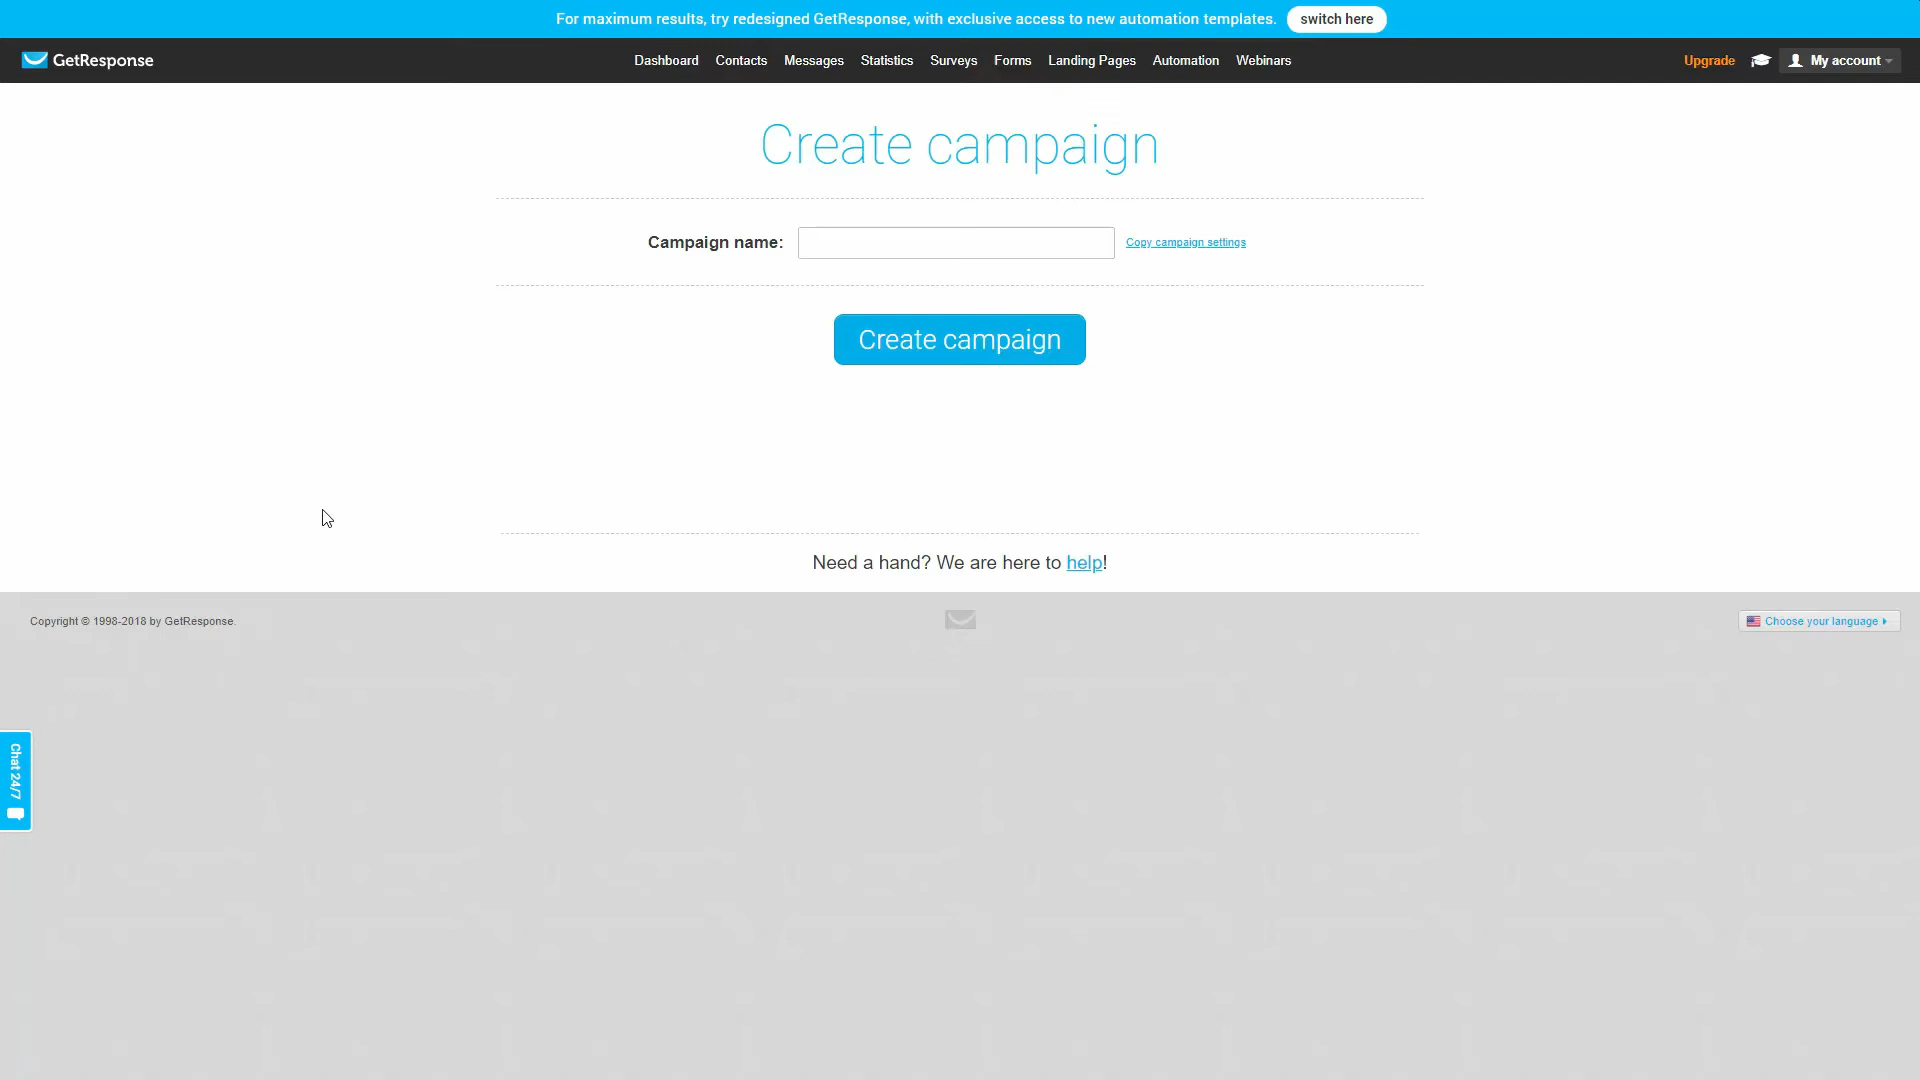 For maximum results, try redesigned GetResponse, with exclusive access to new automation templates. switch here
GetResponse Dashboard Contacts Messages Statistics Surveys Forms Landing Pages Automation Webinars Upgrade My account
Create campaign
Campaign name: Copy campaign settings
Create campaign
Need a hand? We are here to help!
Copyright © 1998-2018 by GetResponse. Choose your language
Chat 24/7